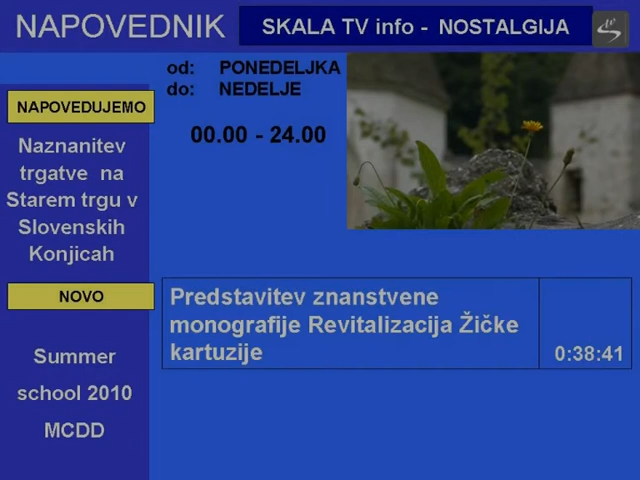 NAPOVEDNIK
SKALA TV info - NOSTALGIJA
od: PONEDELJKA
do: NEDELJE
00.00 - 24.00
NAPOVEDUJEMO
Naznanitev
trgatve na
Starem trgu v
Slovenskih
Konjicah
NOVO
Summer
school 2010
MCDD
Predstavitev znanstvene
monografije Revitalizacija Žičke
kartuzije
0:38:41